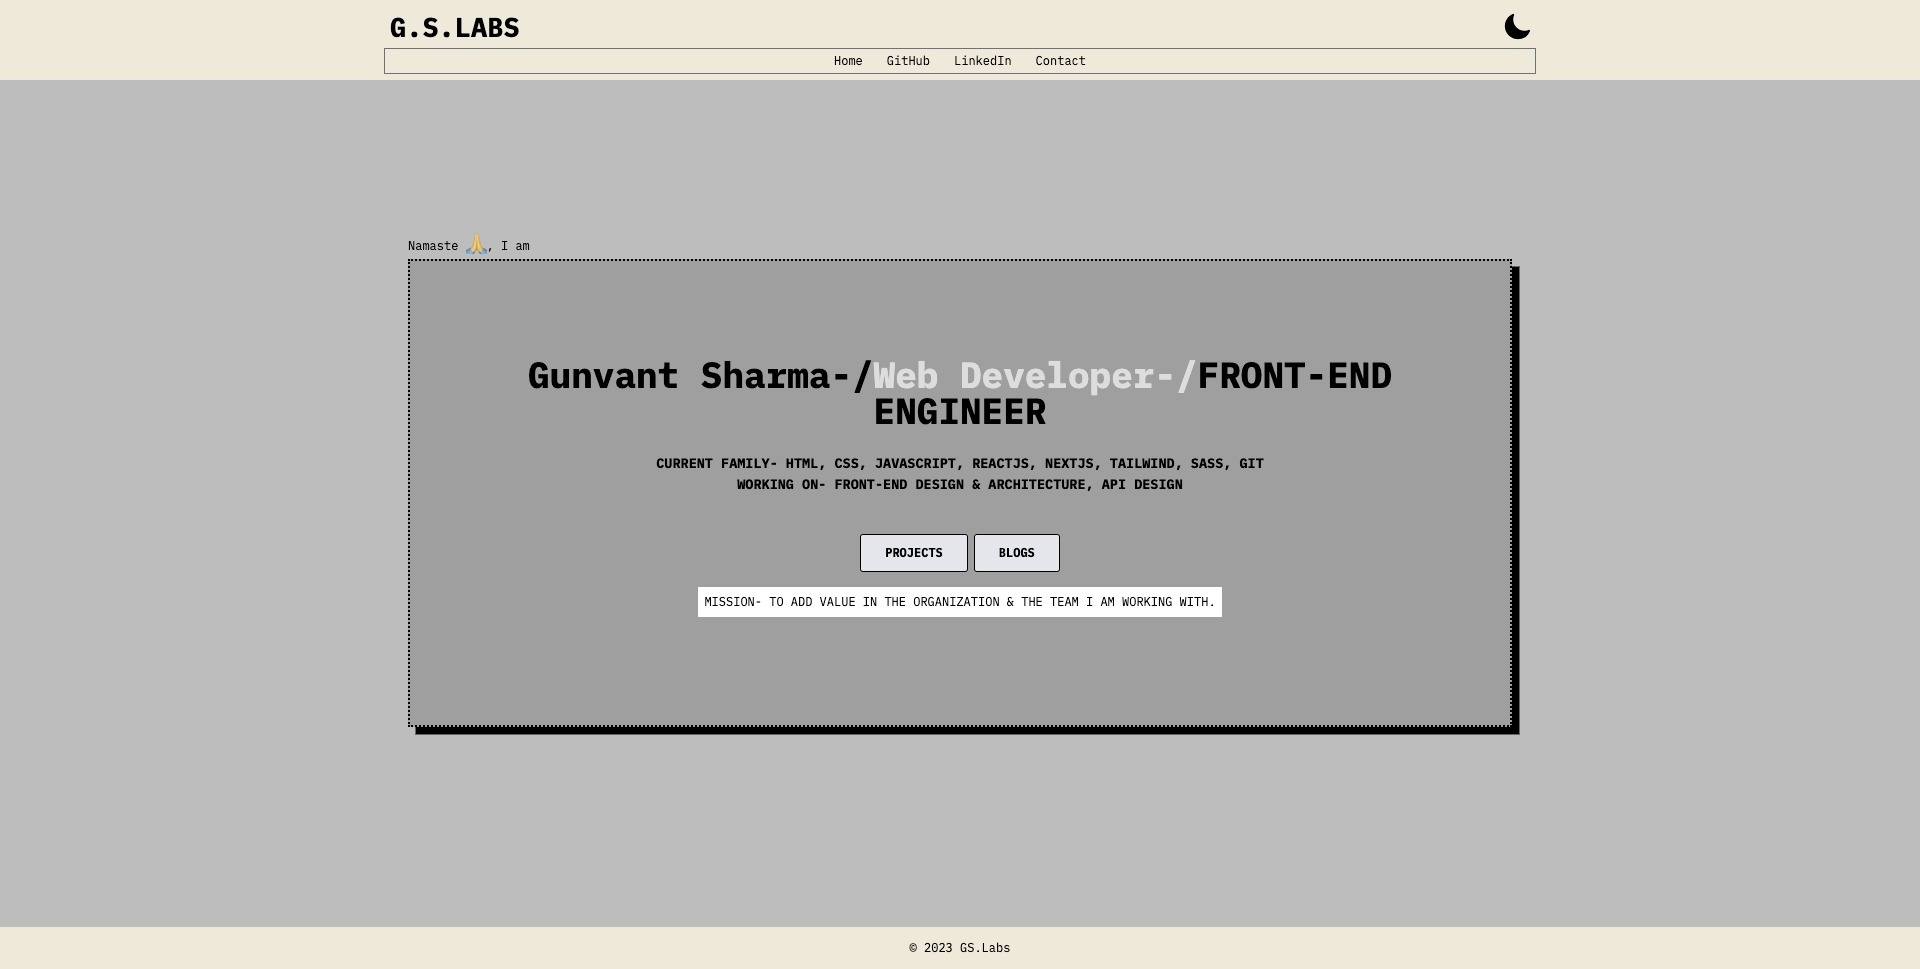 G.S.LABS
Home GitHub LinkedIn Contact
Namaste 🙏, I am
Gunvant Sharma-/Web Developer-/FRONT-END
ENGINEER
CURRENT FAMILY- HTML, CSS, JAVASCRIPT, REACTJS, NEXTJS, TAILWIND, SASS, GIT
WORKING ON- FRONT-END DESIGN & ARCHITECTURE, API DESIGN
PROJECTS BLOGS
MISSION- TO ADD VALUE IN THE ORGANIZATION & THE TEAM I AM WORKING WITH.
© 2023 GS.Labs